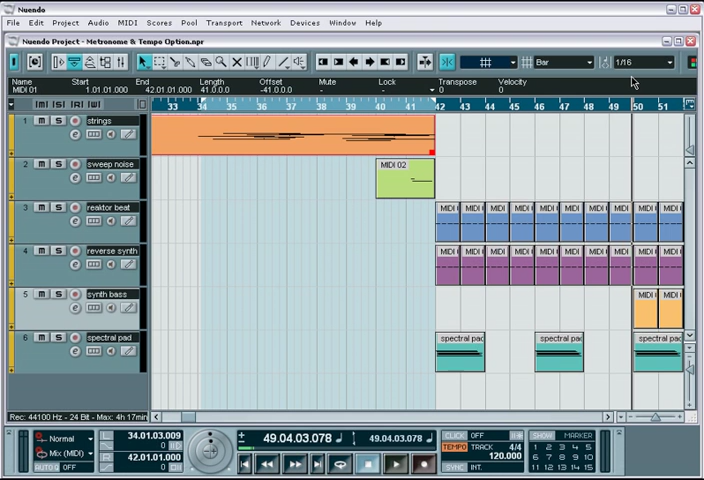 Nuendo
File Edit Project Audio MIDI Scores Pool Transport Network Devices Window Help
Nuendo Project - Metronome & Tempo Option.npr
Bar 1/16
Name Start End Length Offset Mute Lock Transpose Velocity
MIDI 01 1.01.01.000 42.01.01.000 41.0.0.0 -41.0.0.0 - - 0 0
M S R W
33 34 35 36 37 38 39 40 41 42 43 44 45 46 47 48 49 50 51
1 M S strings
2 M S sweep noise MIDI 02
3 M S reaktor beat
4 M S reverse synth
5 M S synth bass
6 M S spectral pad spectral pad spectral pad spectral pad
Rec: 44100 Hz - 24 Bit - Max: 4h 17min
Normal L 34.01.03.009 49.04.03.078 49.04.03.078 CLICK OFF SHOW MARKER
Mix (MIDI) R 42.01.01.000 TEMPO TRACK 4/4 120.000 1 2 3 4 5 6 7 8 9 10 11 12 13 14 15
AUTO Q OFF SYNC INT.